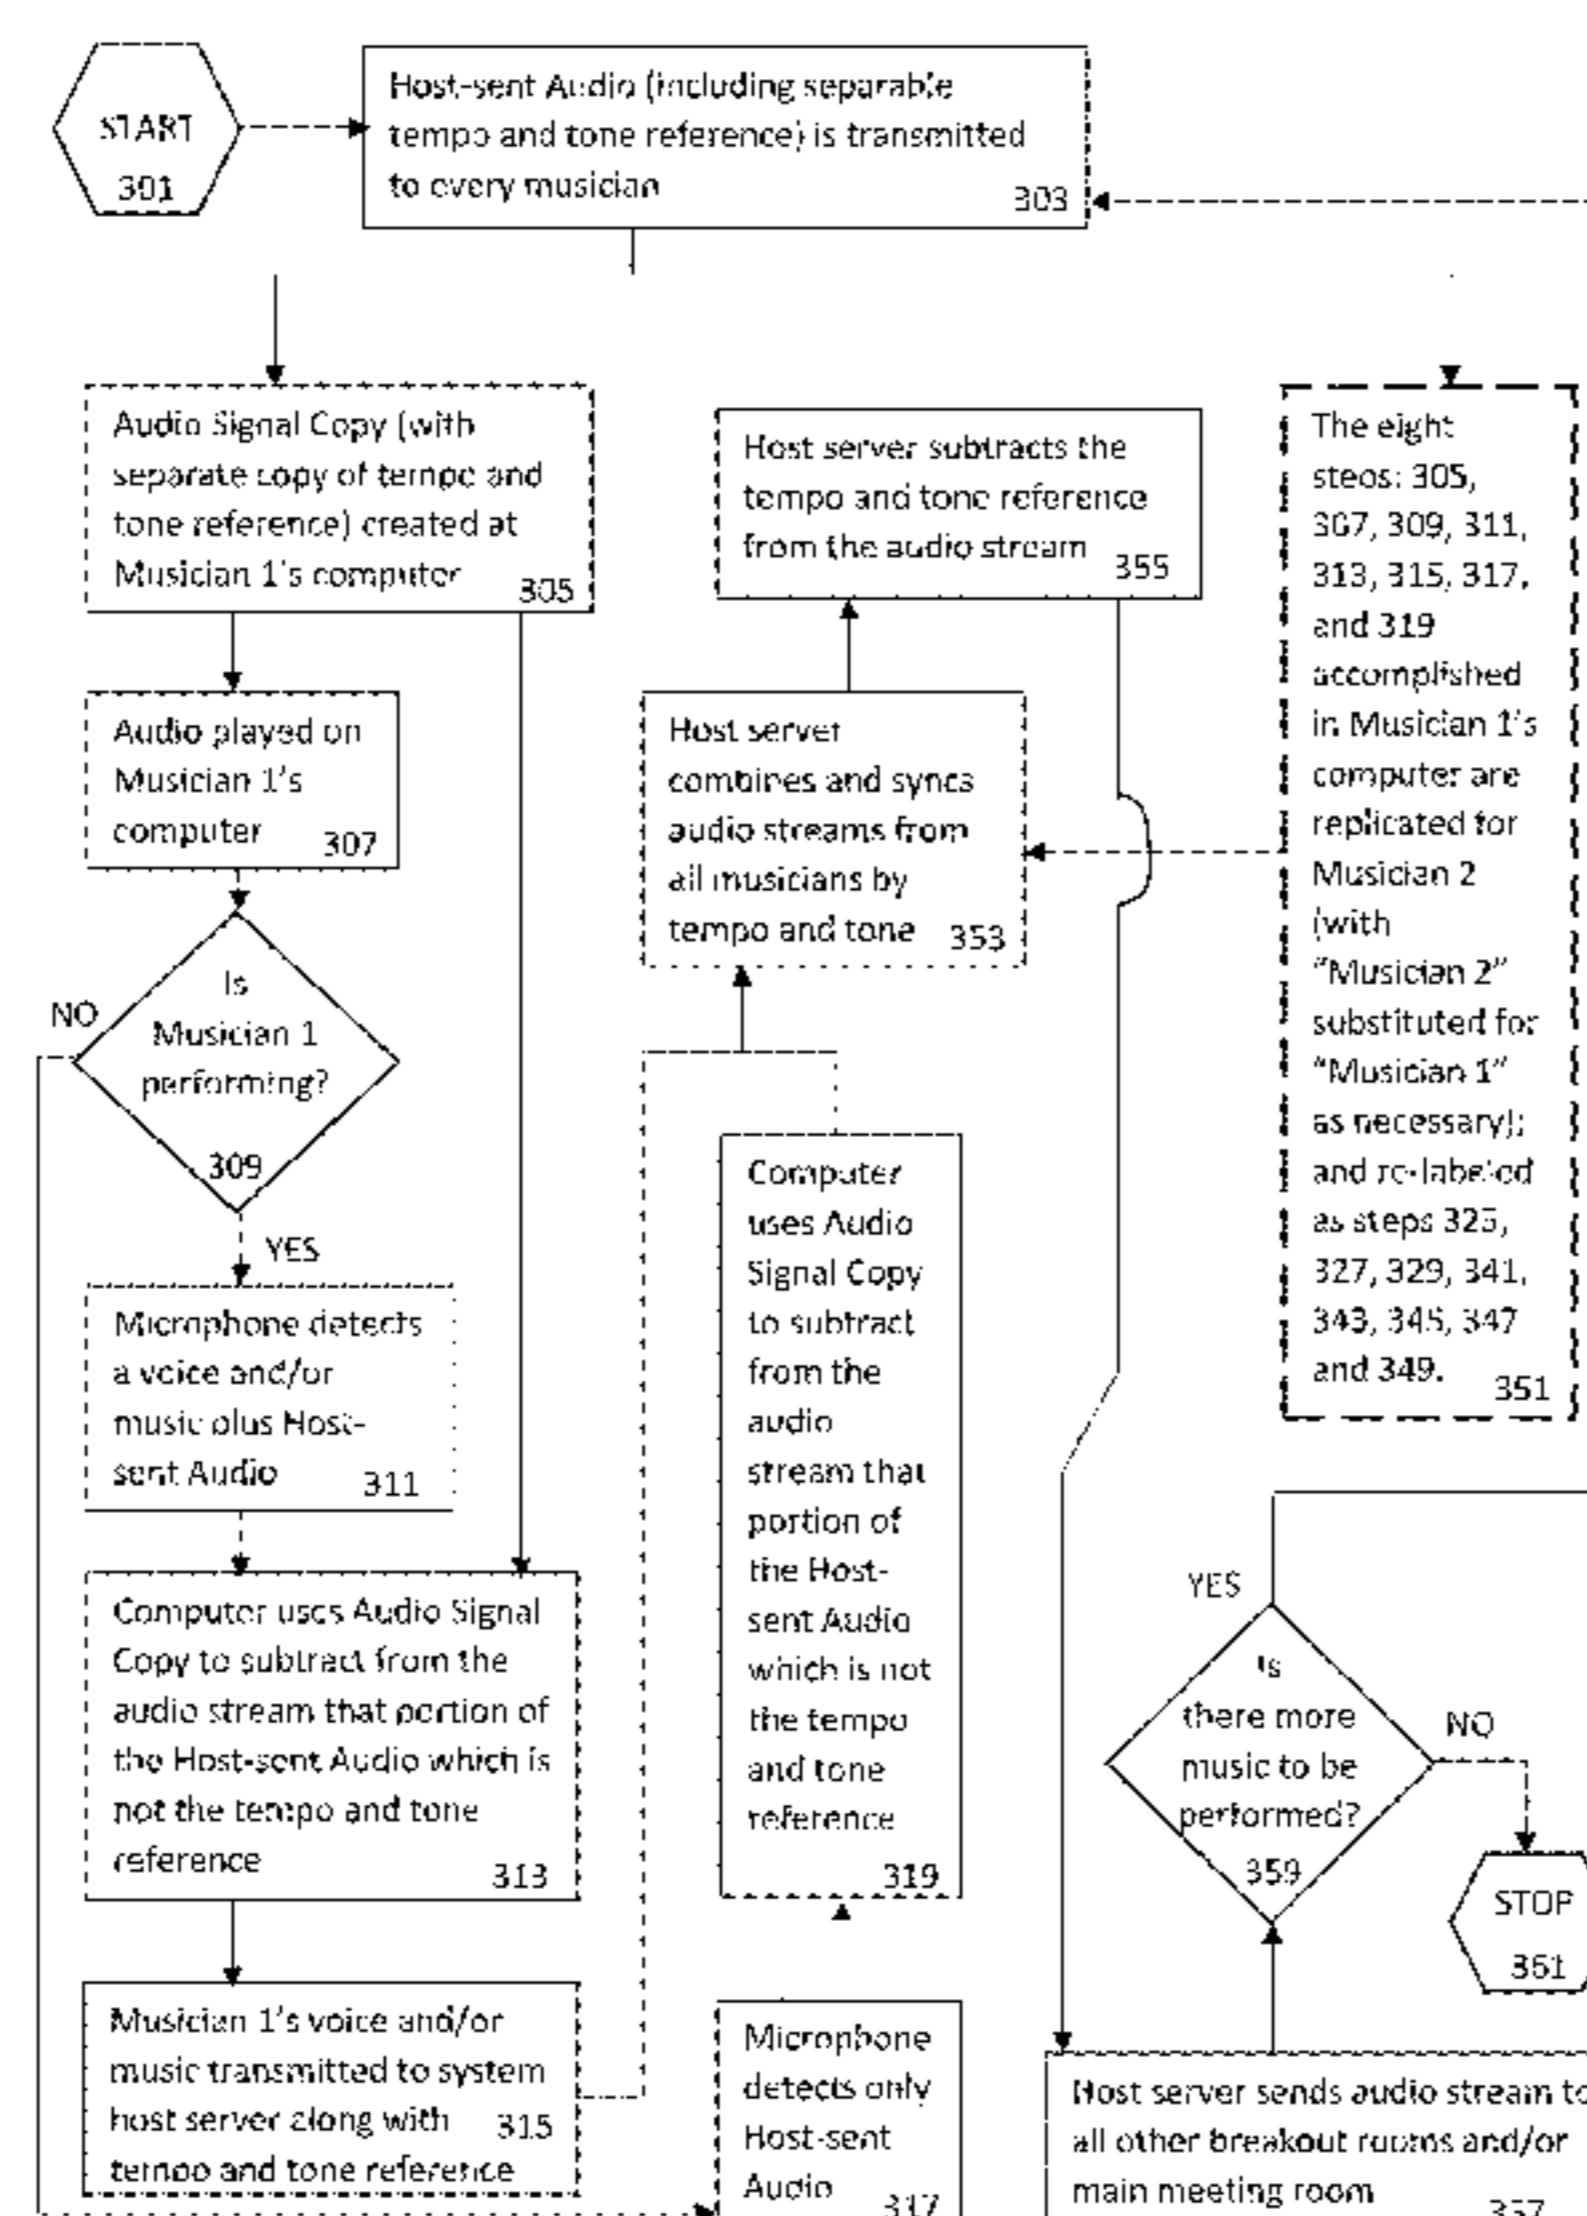 START
301
Host-sent Audio (including separable
tempo and tone reference) is transmitted
to every musician
303
Audio Signal Copy (with
separate copy of tempo and
tone reference) created at
Musician 1's computer
305
Audio played on
Musician 1's
computer
307
Is
Musician 1
performing?
309
NO
YES
Microphone detects
a voice and/or
music plus Host-
sent Audio
311
Computer uses Audio Signal
Copy to subtract from the
audio stream that portion of
the Host-sent Audio which is
not the tempo and tone
reference
313
Musician 1's voice and/or
music transmitted to system
host server along with
315
tempo and tone reference
Host server subtracts the
tempo and tone reference
from the audio stream
355
Host server
combines and syncs
audio streams from
all musicians by
tempo and tone
353
Computer
uses Audio
Signal Copy
to subtract
from the
audio
stream that
portion of
the Host-
sent Audio
which is not
the tempo
and tone
reference
319
Microphone
detects only
Host-sent
Audio
317
The eight
steps: 305,
307, 309, 311,
313, 315, 317,
and 319
accomplished
in Musician 1's
computer are
replicated for
Musician 2
(with
"Musician 2"
substituted for
"Musician 1"
as necessary);
and re-labeled
as steps 325,
327, 329, 341,
343, 345, 347
and 349.
351
YES
Is
there more
music to be
performed?
359
NO
STOP
361
Host server sends audio stream to
all other breakout rooms and/or
main meeting room
357